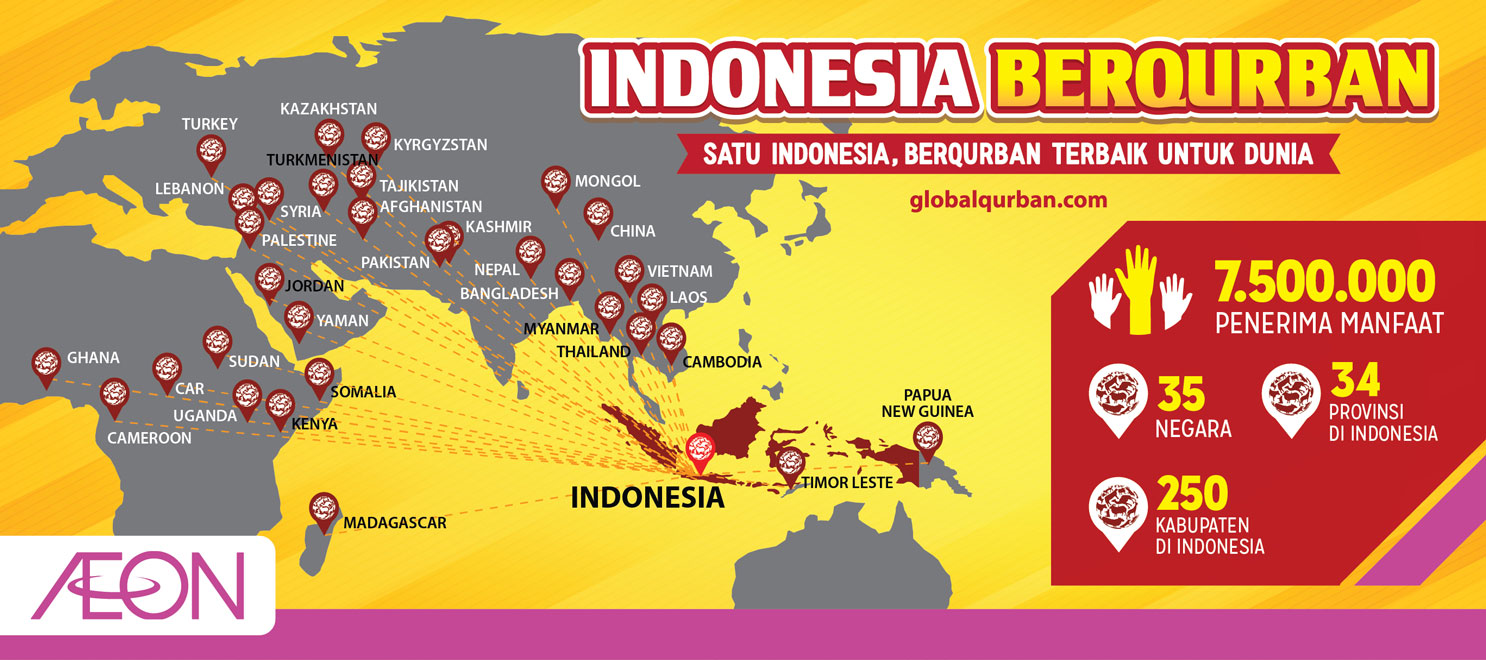 INDONESIA BERQURBAN
SATU INDONESIA, BERQURBAN TERBAIK UNTUK DUNIA
globalqurban.com
KAZAKHSTAN
TURKEY
KYRGYZSTAN
TURKMENISTAN
LEBANON
TAJIKISTAN
MONGOL
SYRIA
AFGHANISTAN
KASHMIR
CHINA
PALESTINE
PAKISTAN
NEPAL
VIETNAM
JORDAN
BANGLADESH
LAOS
YAMAN
MYANMAR
THAILAND
CAMBODIA
GHANA
SUDAN
CAR
SOMALIA
UGANDA
KENYA
CAMEROON
PAPUA
NEW GUINEA
TIMOR LESTE
INDONESIA
MADAGASCAR
7.500.000
PENERIMA MANFAAT
35
NEGARA
34
PROVINSI
DI INDONESIA
250
KABUPATEN
DI INDONESIA
ÆON